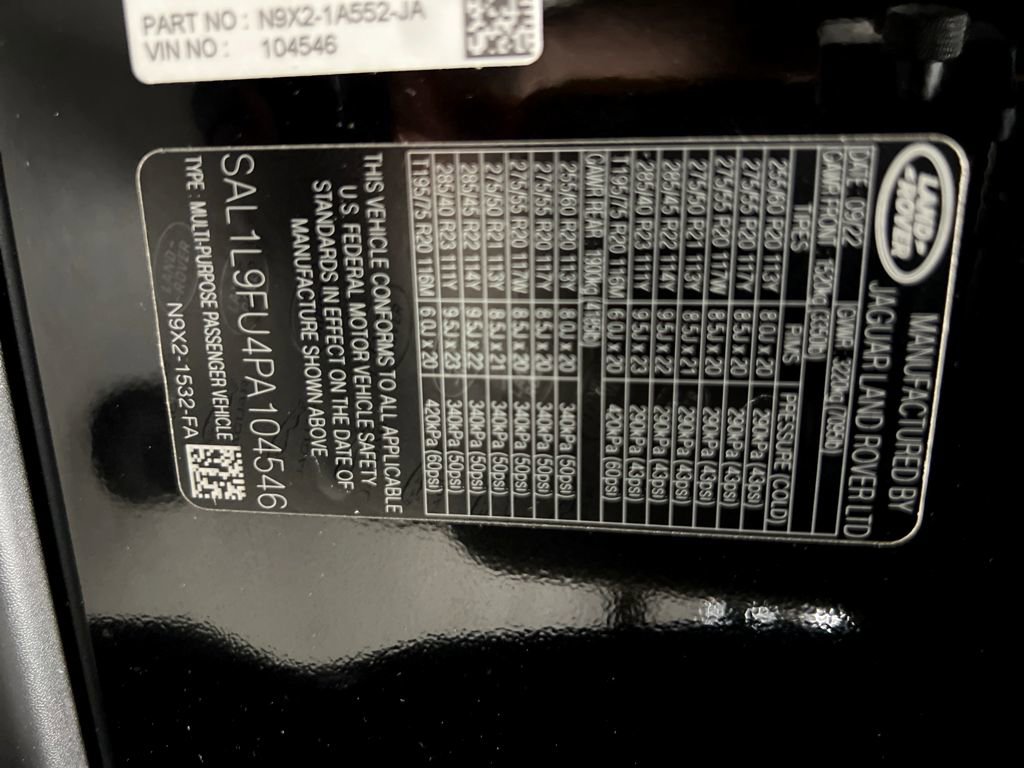 PART NO : N9X2-1A552-JA
VIN NO : 104546
LAND
ROVER
MANUFACTURED BY
JAGUAR LAND ROVER LTD
DATE 09/22 GVWR 3220kg (7099lb)
GAWR FRONT 1520kg (3350lb)
TIRES RIMS PRESSURE (COLD)
255/60 R20 113Y 8.0J x 20 290kPa (43psi)
275/55 R20 117Y 8.5J x 20 290kPa (43psi)
275/55 R20 117W 8.5J x 20 290kPa (43psi)
275/50 R21 113Y 8.5J x 21 290kPa (43psi)
285/45 R22 114Y 9.5J x 22 290kPa (43psi)
285/40 R23 111Y 9.5J x 23 290kPa (43psi)
T195/75 R20 116M 6.0J x 20 420kPa (60psi)
GAWR REAR 1900kg (4185lb)
255/60 R20 113Y 8.0J x 20 340kPa (50psi)
275/55 R20 117Y 8.5J x 20 340kPa (50psi)
275/55 R20 117W 8.5J x 20 340kPa (50psi)
275/50 R21 113Y 8.5J x 21 340kPa (50psi)
285/45 R22 114Y 9.5J x 22 340kPa (50psi)
285/40 R23 111Y 9.5J x 23 340kPa (50psi)
T195/75 R20 116M 6.0J x 20 420kPa (60psi)
THIS VEHICLE CONFORMS TO ALL APPLICABLE
U.S. FEDERAL MOTOR VEHICLE SAFETY
STANDARDS IN EFFECT ON THE DATE OF
MANUFACTURE SHOWN ABOVE
SAL1L9FU4PA104546
TYPE : MULTI-PURPOSE PASSENGER VEHICLE
N9X2-1532-FA